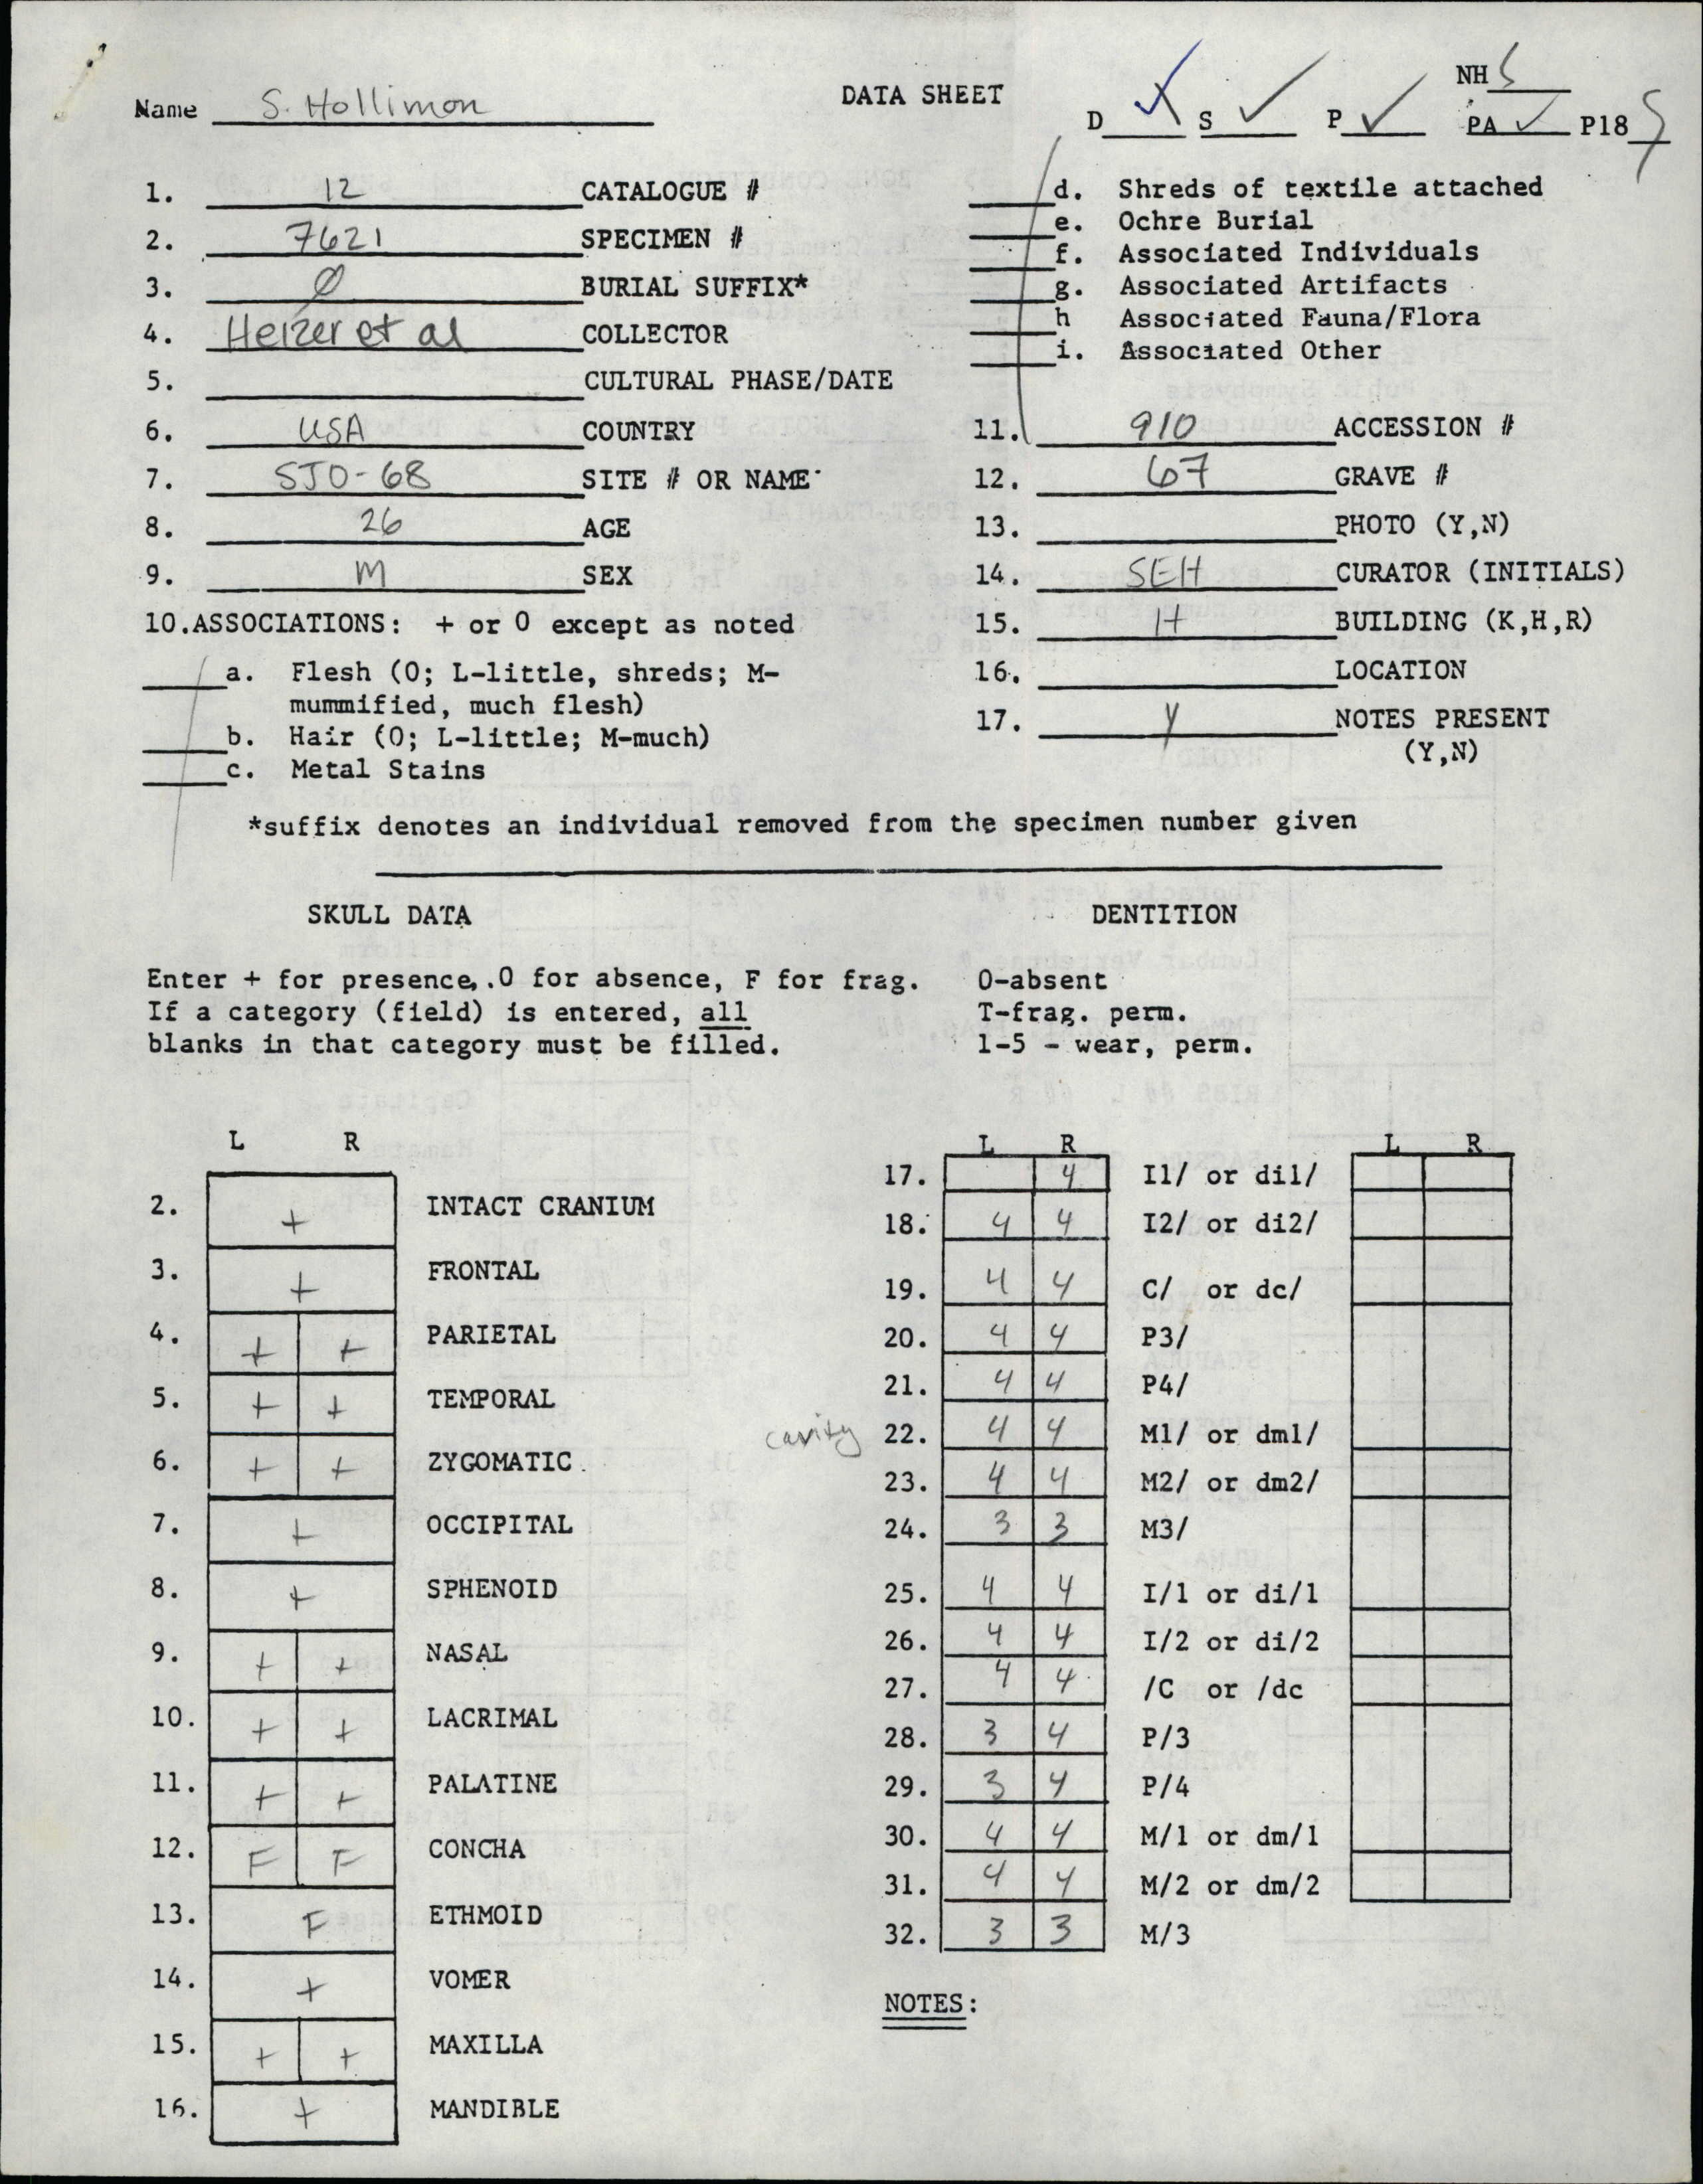 DATA SHEET
Name S. Hollimon
NH S
D ✓ S ✓ P ✓ PA ✓ P18 S
1. 12 CATALOGUE #
2. 7621 SPECIMEN #
3. Ø BURIAL SUFFIX*
4. Heizer et al COLLECTOR
5. CULTURAL PHASE/DATE
6. USA COUNTRY
7. SJO-68 SITE # OR NAME
8. 26 AGE
9. M SEX
10.ASSOCIATIONS: + or 0 except as noted
a. Flesh (0; L-little, shreds; M-
mummified, much flesh)
b. Hair (0; L-little; M-much)
c. Metal Stains
d. Shreds of textile attached
e. Ochre Burial
f. Associated Individuals
g. Associated Artifacts
h Associated Fauna/Flora
i. Associated Other
11. 910 ACCESSION #
12. 67 GRAVE #
13. PHOTO (Y,N)
14. SEH CURATOR (INITIALS)
15. H BUILDING (K,H,R)
16. LOCATION
17. Y NOTES PRESENT
(Y,N)
*suffix denotes an individual removed from the specimen number given
SKULL DATA
Enter + for presence, 0 for absence, F for frag.
If a category (field) is entered, all
blanks in that category must be filled.
L R
2. + INTACT CRANIUM
3. + FRONTAL
4. + + PARIETAL
5. + + TEMPORAL
6. + + ZYGOMATIC
7. + OCCIPITAL
8. + SPHENOID
9. + + NASAL
10. + + LACRIMAL
11. + + PALATINE
12. F F CONCHA
13. F ETHMOID
14. + VOMER
15. + + MAXILLA
16. + MANDIBLE
DENTITION
0-absent
T-frag. perm.
1-5 - wear, perm.
L R L R
17. 4 I1/ or di1/
18. 4 4 I2/ or di2/
19. 4 4 C/ or dc/
20. 4 4 P3/
21. 4 4 P4/
cavity 22. 4 4 M1/ or dm1/
23. 4 4 M2/ or dm2/
24. 3 3 M3/
25. 4 4 I/1 or di/1
26. 4 4 I/2 or di/2
27. 4 4 /C or /dc
28. 3 4 P/3
29. 3 4 P/4
30. 4 4 M/1 or dm/1
31. 4 4 M/2 or dm/2
32. 3 3 M/3
NOTES: